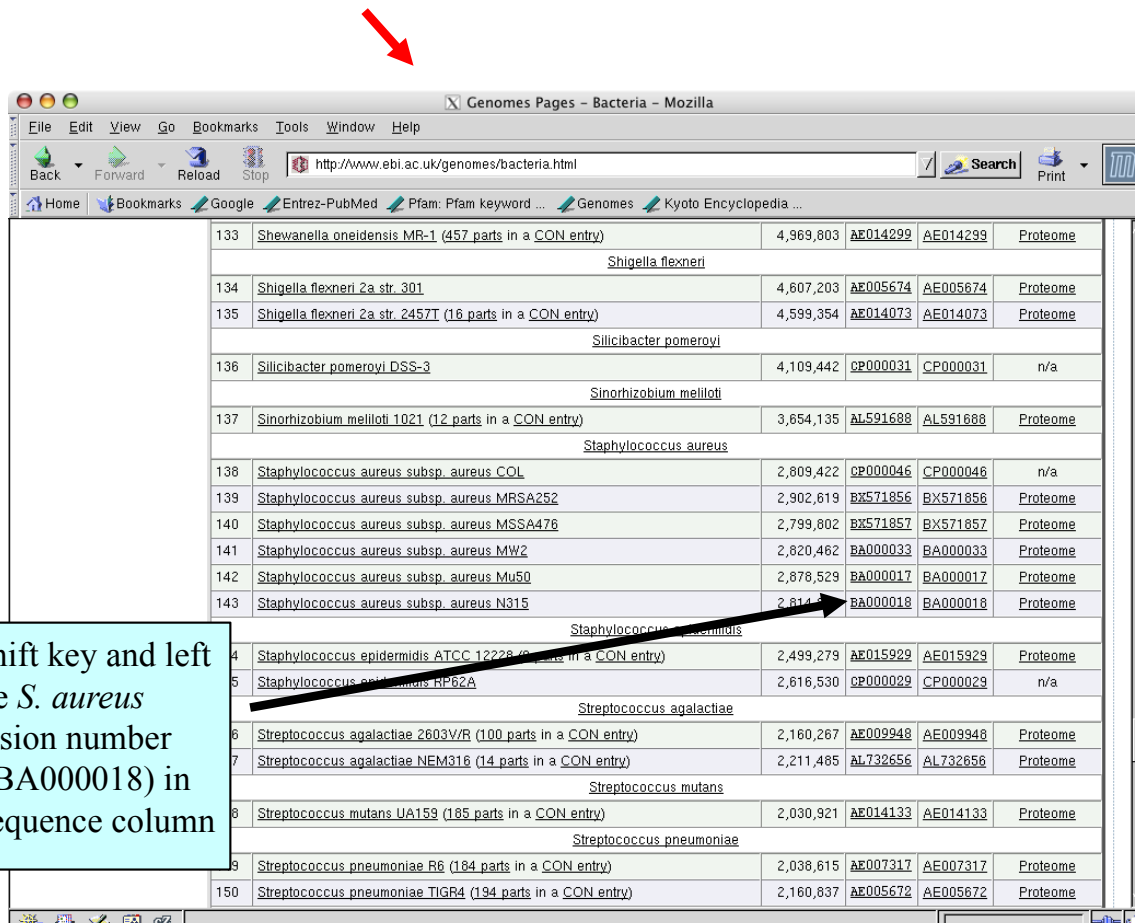 Genomes Pages – Bacteria – Mozilla
File Edit View Go Bookmarks Tools Window Help
Back Forward Reload Stop http://www.ebi.ac.uk/genomes/bacteria.html Search Print
Home Bookmarks Google Entrez-PubMed Pfam: Pfam keyword ... Genomes Kyoto Encyclopedia ...
133 Shewanella oneidensis MR-1 (457 parts in a CON entry) 4,969,803 AE014299 AE014299 Proteome
Shigella flexneri
134 Shigella flexneri 2a str. 301 4,607,203 AE005674 AE005674 Proteome
135 Shigella flexneri 2a str. 2457T (16 parts in a CON entry) 4,599,354 AE014073 AE014073 Proteome
Silicibacter pomeroyi
136 Silicibacter pomeroyi DSS-3 4,109,442 CP000031 CP000031 n/a
Sinorhizobium meliloti
137 Sinorhizobium meliloti 1021 (12 parts in a CON entry) 3,654,135 AL591688 AL591688 Proteome
Staphylococcus aureus
138 Staphylococcus aureus subsp. aureus COL 2,809,422 CP000046 CP000046 n/a
139 Staphylococcus aureus subsp. aureus MRSA252 2,902,619 BX571856 BX571856 Proteome
140 Staphylococcus aureus subsp. aureus MSSA476 2,799,802 BX571857 BX571857 Proteome
141 Staphylococcus aureus subsp. aureus MW2 2,820,462 BA000033 BA000033 Proteome
142 Staphylococcus aureus subsp. aureus Mu50 2,878,529 BA000017 BA000017 Proteome
143 Staphylococcus aureus subsp. aureus N315 BA000018 BA000018 Proteome
Staphylococcus epidermidis
4 Staphylococcus epidermidis ATCC 12228 in a CON entry) 2,499,279 AE015929 AE015929 Proteome
5 Staphylococcus epidermidis RP62A 2,616,530 CP000029 CP000029 n/a
Streptococcus agalactiae
6 Streptococcus agalactiae 2603V/R (100 parts in a CON entry) 2,160,267 AE009948 AE009948 Proteome
7 Streptococcus agalactiae NEM316 (14 parts in a CON entry) 2,211,485 AL732656 AL732656 Proteome
Streptococcus mutans
8 Streptococcus mutans UA159 (185 parts in a CON entry) 2,030,921 AE014133 AE014133 Proteome
Streptococcus pneumoniae
9 Streptococcus pneumoniae R6 (184 parts in a CON entry) 2,038,615 AE007317 AE007317 Proteome
150 Streptococcus pneumoniae TIGR4 (194 parts in a CON entry) 2,160,837 AE005672 AE005672 Proteome
hift key and left
e S. aureus
sion number
BA000018) in
equence column